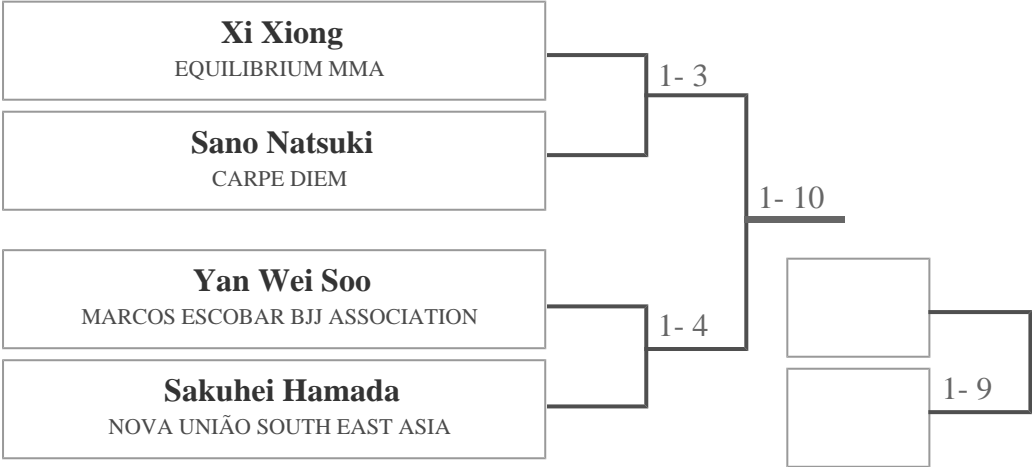 Xi Xiong
EQUILIBRIUM MMA
1- 3
Sano Natsuki
CARPE DIEM
1- 10
Yan Wei Soo
MARCOS ESCOBAR BJJ ASSOCIATION
1- 4
Sakuhei Hamada
NOVA UNIÃO SOUTH EAST ASIA
1- 9